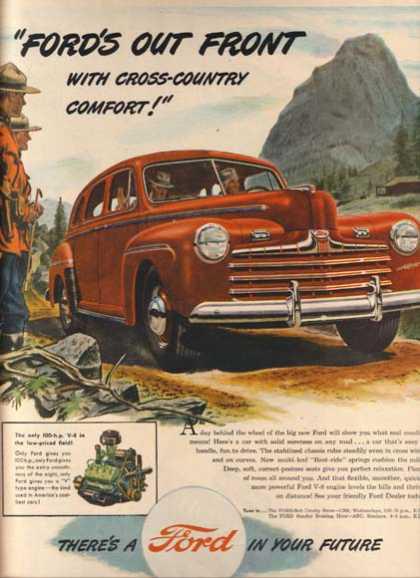 "FORD'S OUT FRONT
WITH CROSS-COUNTRY
COMFORT!"
The only 100-h.p. V-8 in
the low-priced field!
Only Ford gives you
100 h.p., only Ford gives
you the extra smooth-
ness of the eight, only
Ford gives you a "V"
type engine—the kind
used in America's cost-
liest cars!
A day behind the wheel of the big new Ford will show you what real comfort
means! Here's a car with solid sureness on any road . . . a car that's easy
handle, fun to drive. The stabilized chassis rides steadily even in cross win
and on curves. New multi-leaf "Rest-ride" springs cushion the
Deep, soft, correct-posture seats give you perfect relaxation.
of room all around you. And that flexible, smoother,
more powerful Ford V-8 engine levels the hills and
on distance! See your friendly Ford Dealer
THERE'S A Ford IN YOUR FUTURE